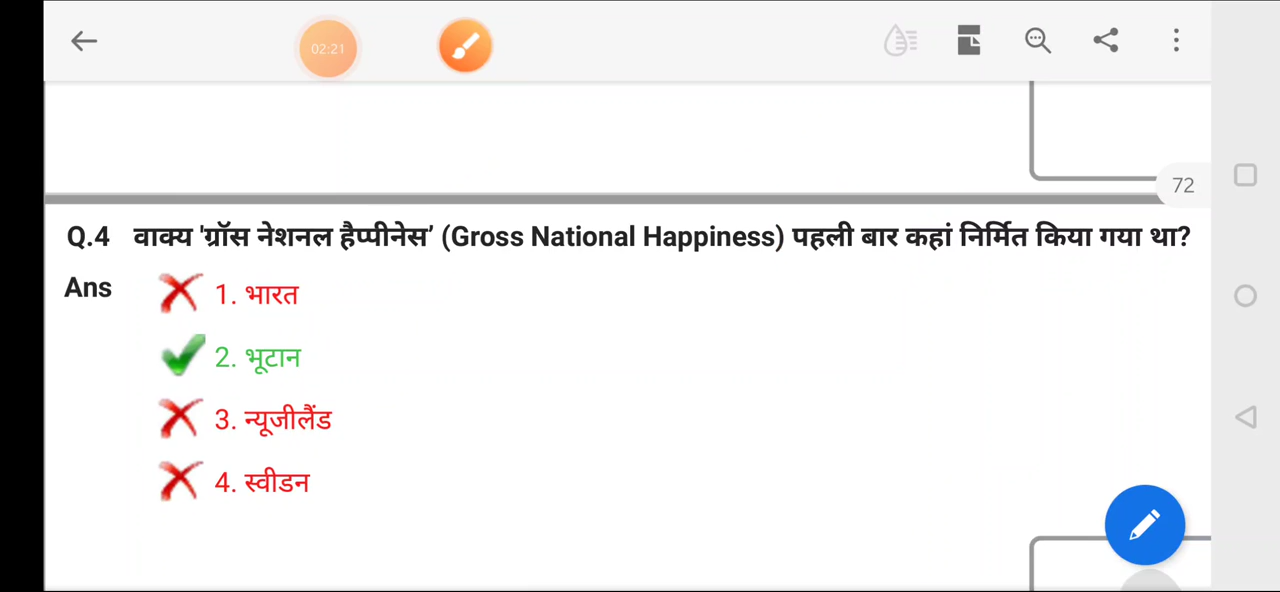 02:21
72
Q.4 वाक्य 'ग्रॉस नेशनल हैप्पीनेस' (Gross National Happiness) पहली बार कहां निर्मित किया गया था?
Ans 1. भारत
2. भूटान
3. न्यूजीलैंड
4. स्वीडन